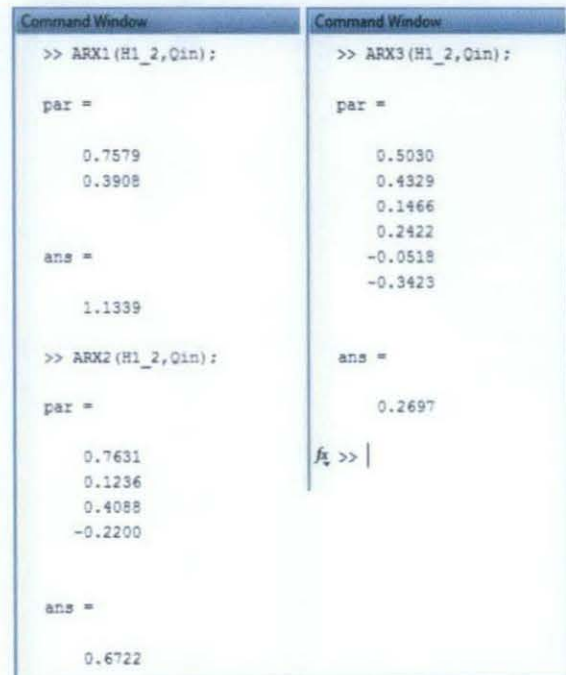 Command Window
>> ARX1(H1_2,Qin);
par =
0.7579
0.3908
ans =
1.1339
>> ARX2(H1_2,Qin);
par =
0.7631
0.1236
0.4088
-0.2200
ans =
0.6722
Command Window
>> ARX3(H1_2,Qin);
par =
0.5030
0.4329
0.1466
0.2422
-0.0518
-0.3423
ans =
0.2697
fx >>